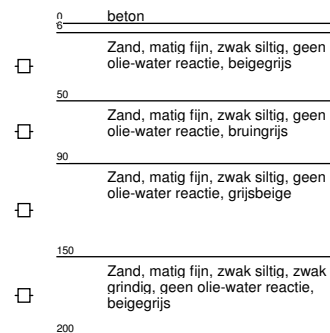 0 beton
6
Zand, matig fijn, zwak siltig, geen
olie-water reactie, beigegrijs
50
Zand, matig fijn, zwak siltig, geen
olie-water reactie, bruingrijs
90
Zand, matig fijn, zwak siltig, geen
olie-water reactie, grijsbeige
150
Zand, matig fijn, zwak siltig, zwak
grindig, geen olie-water reactie,
beigegrijs
200